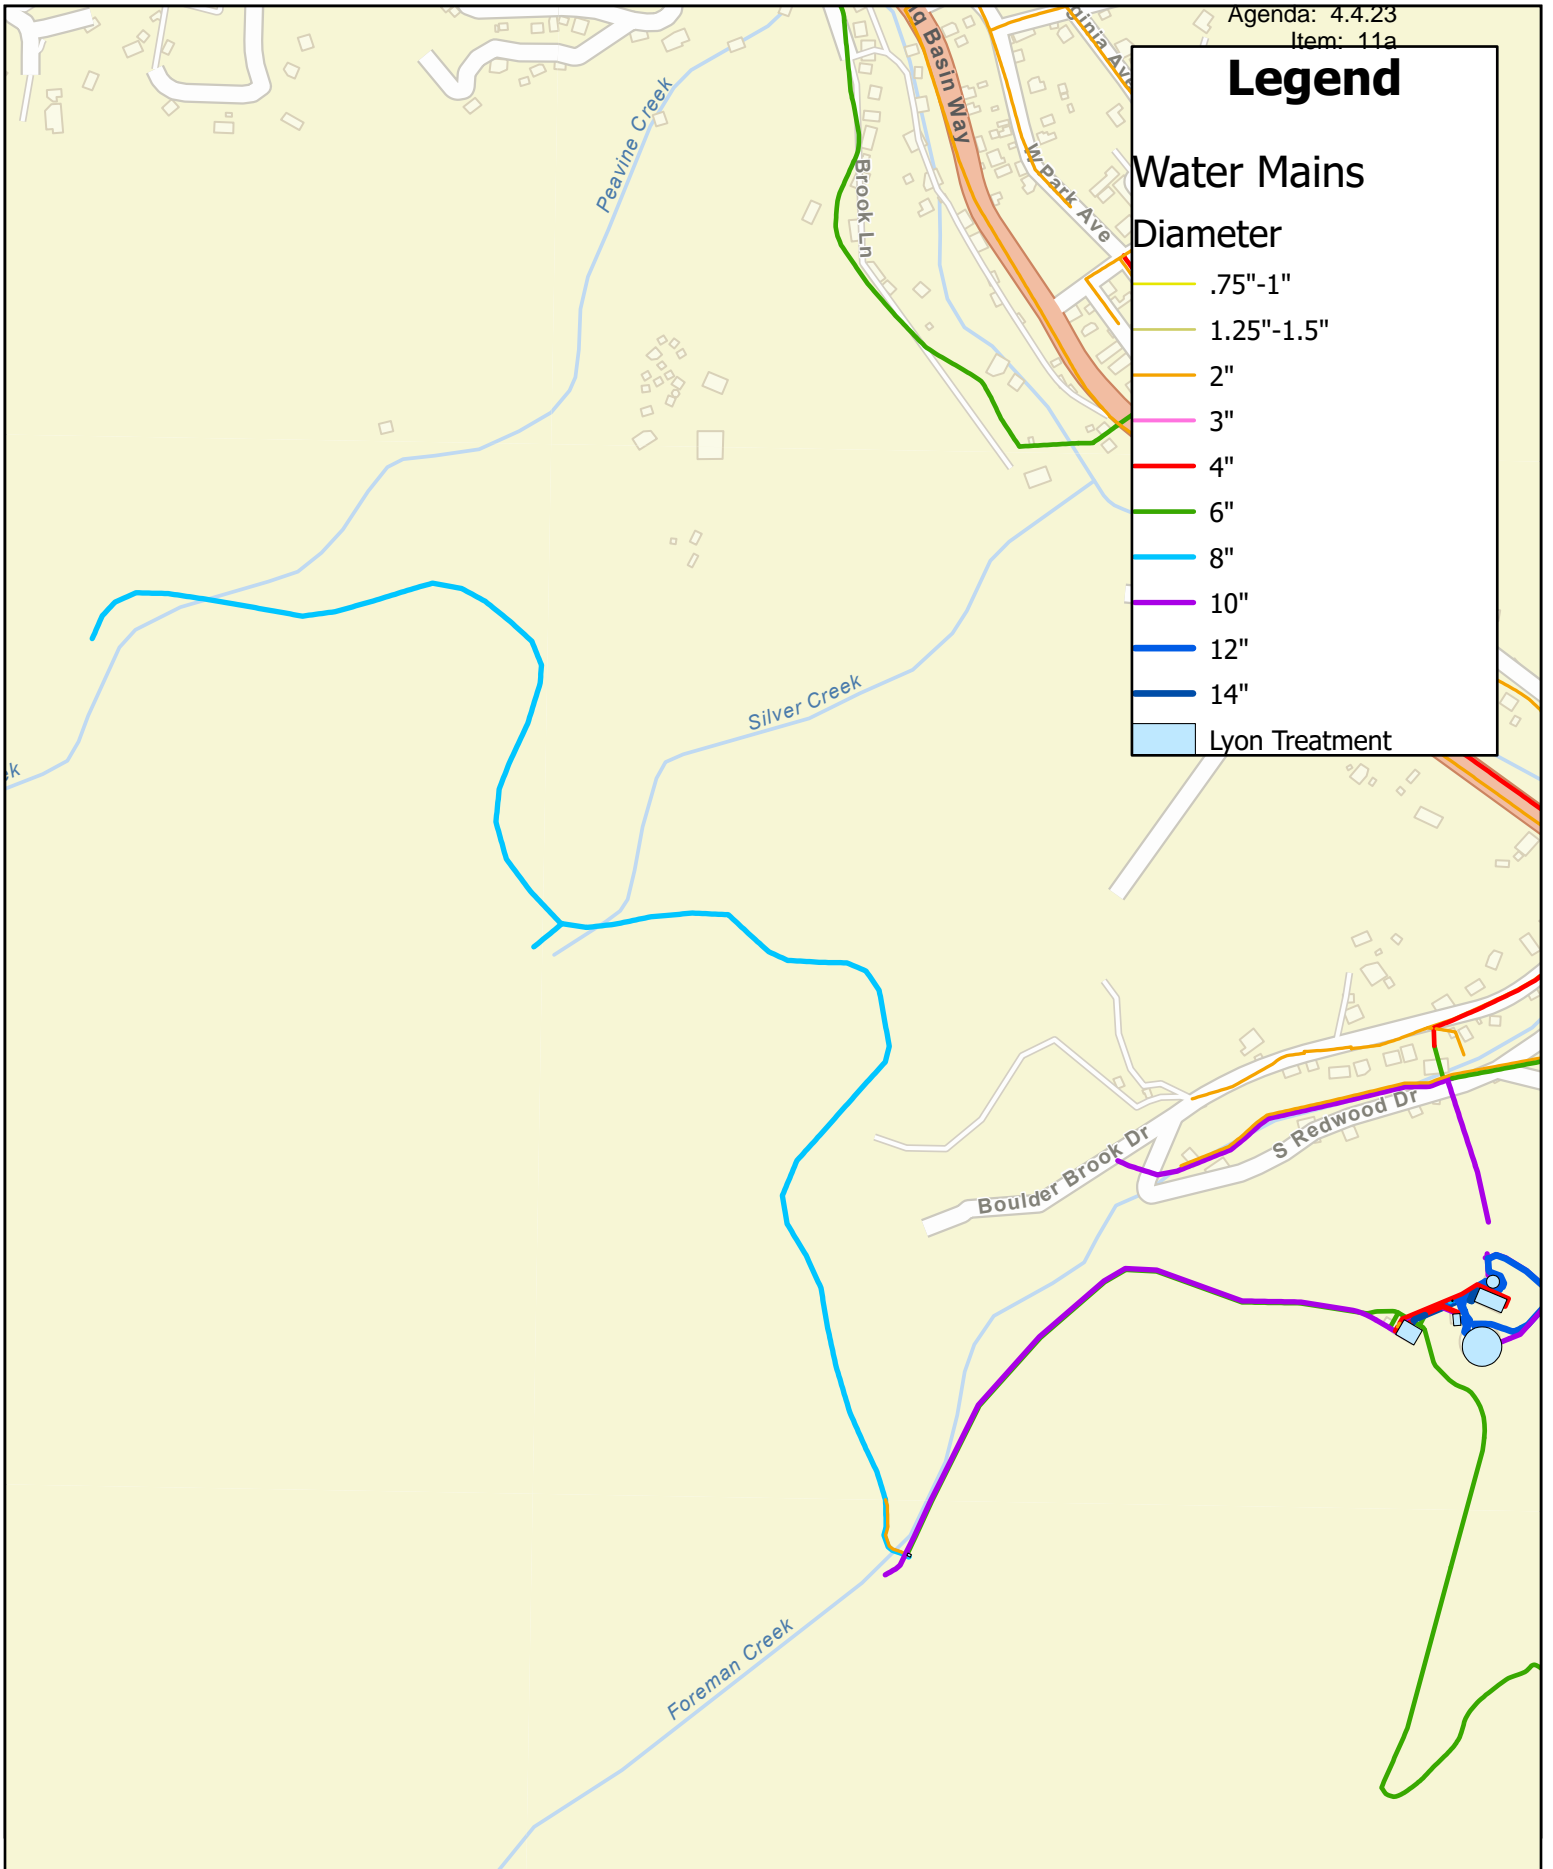 Agenda: 4.4.23
Item: 11a
Legend
Water Mains
Diameter
.75"-1"
1.25"-1.5"
2"
3"
4"
6"
8"
10"
12"
14"
Lyon Treatment
Peavine Creek
Brook Ln
Basin Way
W Park Ave
Ave
Silver Creek
Boulder Brook Dr
S Redwood Dr
Foreman Creek